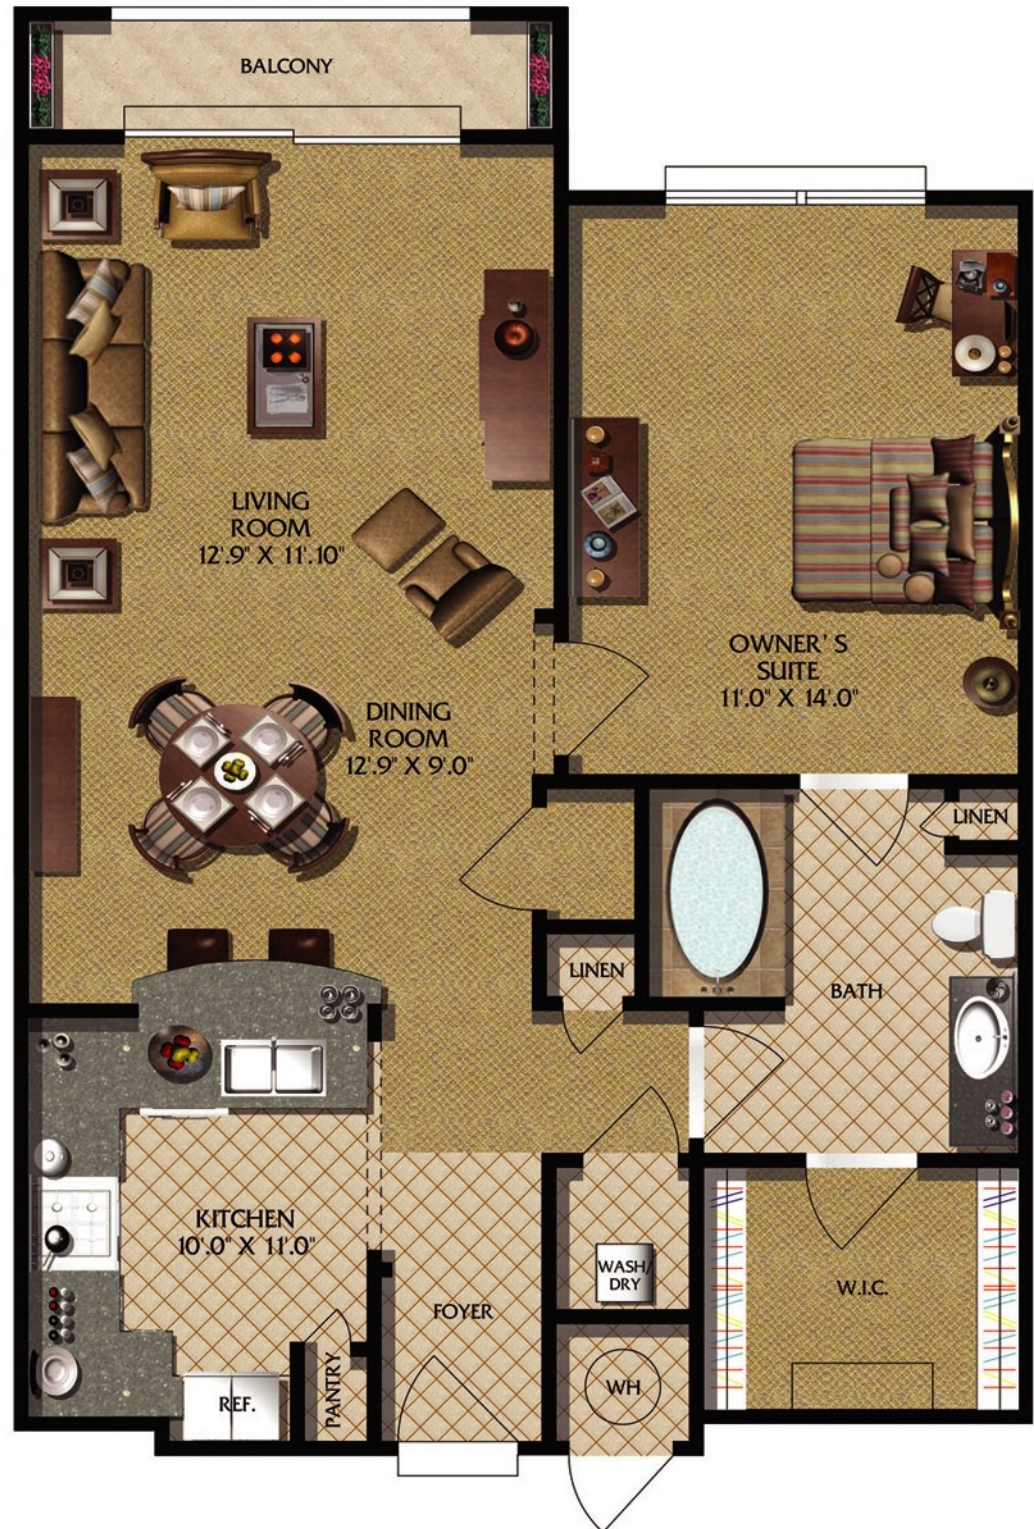 BALCONY
LIVING
ROOM
12'.9" X 11'.10"
OWNER'S
SUITE
11'.0" X 14'.0"
DINING
ROOM
12'.9" X 9'.0"
LINEN
LINEN
BATH
KITCHEN
10'.0" X 11'.0"
WASH/
DRY
W.I.C.
FOYER
WH
REF.
PANTRY